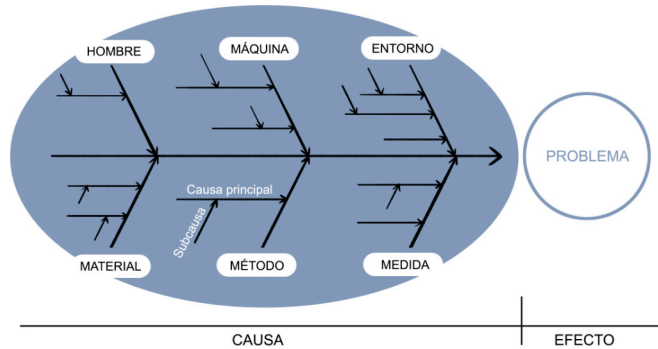 HOMBRE
MÁQUINA
ENTORNO
PROBLEMA
Causa principal
Subcausa
MATERIAL
MÉTODO
MEDIDA
CAUSA
EFECTO